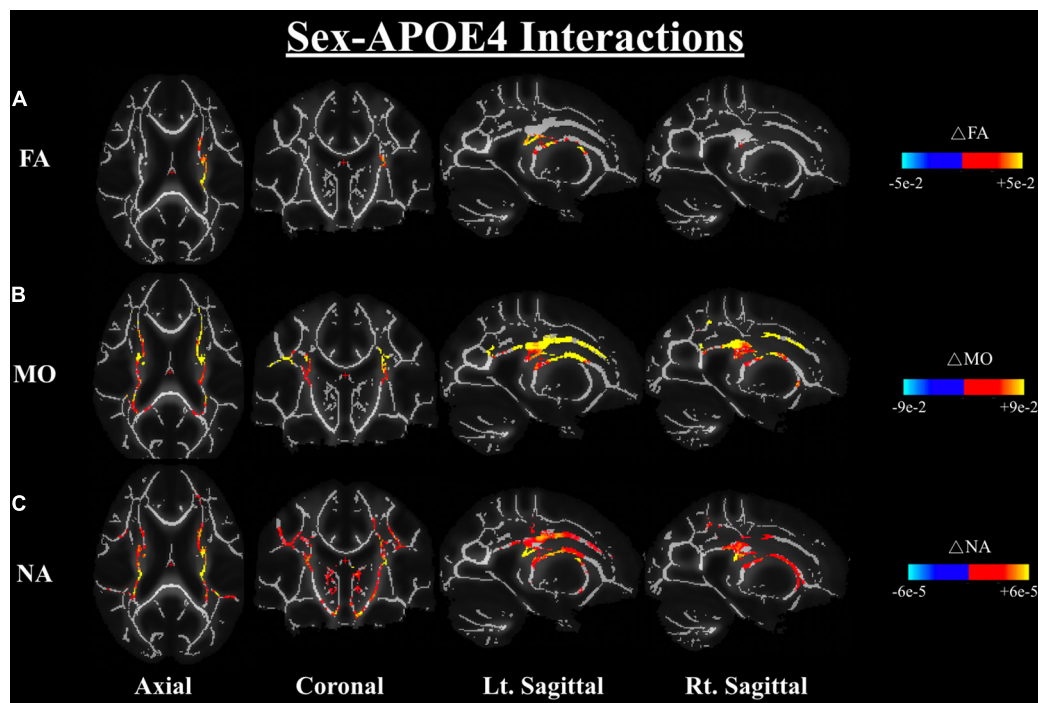 Sex-APOE4 Interactions
A
FA
△FA
-5e-2 +5e-2
B
MO
△MO
-9e-2 +9e-2
C
NA
△NA
-6e-5 +6e-5
Axial Coronal Lt. Sagittal Rt. Sagittal